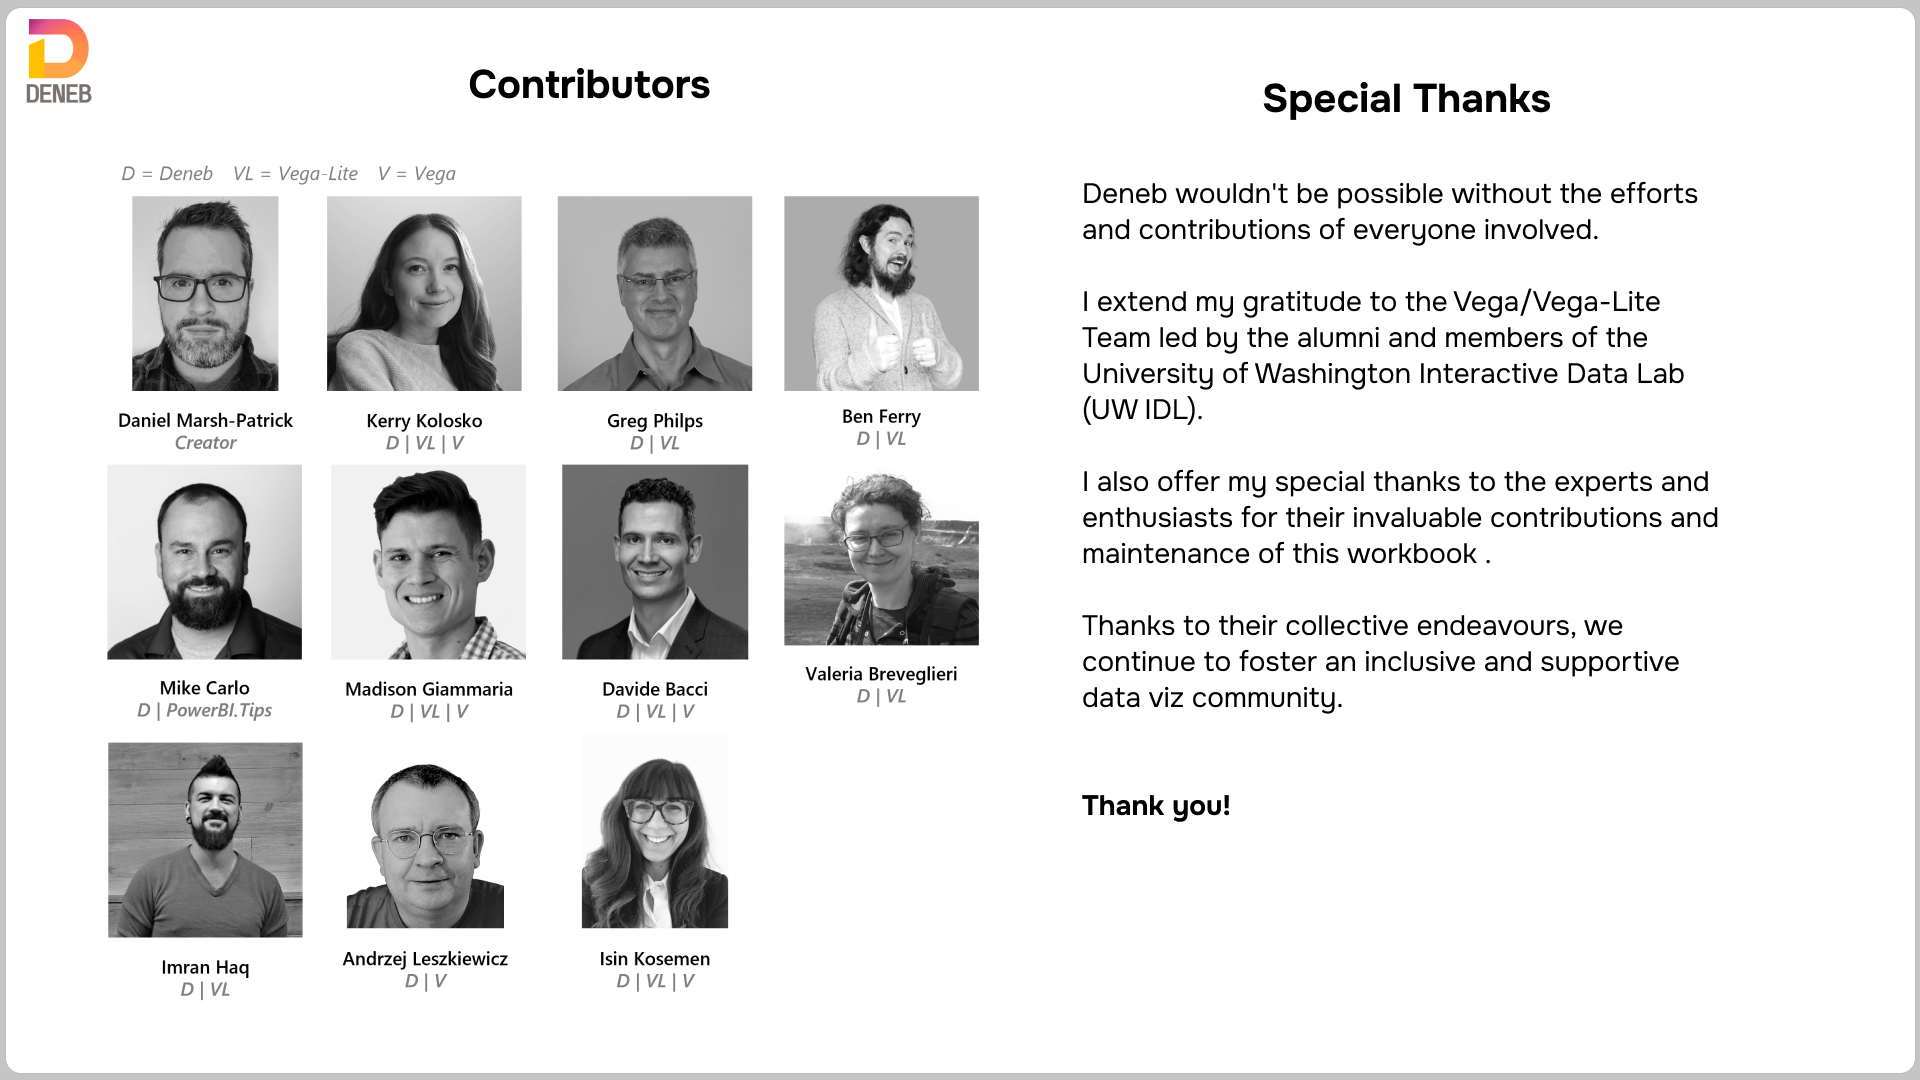 DENEB
Contributors
D = Deneb VL = Vega-Lite V = Vega
Daniel Marsh-Patrick
Creator
Kerry Kolosko
D | VL | V
Greg Philps
D | VL
Ben Ferry
D | VL
Mike Carlo
D | PowerBI.Tips
Madison Giammaria
D | VL | V
Davide Bacci
D | VL | V
Valeria Breveglieri
D | VL
Imran Haq
D | VL
Andrzej Leszkiewicz
D | V
Isin Kosemen
D | VL | V
Special Thanks
Deneb wouldn't be possible without the efforts
and contributions of everyone involved.
I extend my gratitude to the Vega/Vega-Lite
Team led by the alumni and members of the
University of Washington Interactive Data Lab
(UW IDL).
I also offer my special thanks to the experts and
enthusiasts for their invaluable contributions and
maintenance of this workbook .
Thanks to their collective endeavours, we
continue to foster an inclusive and supportive
data viz community.
Thank you!